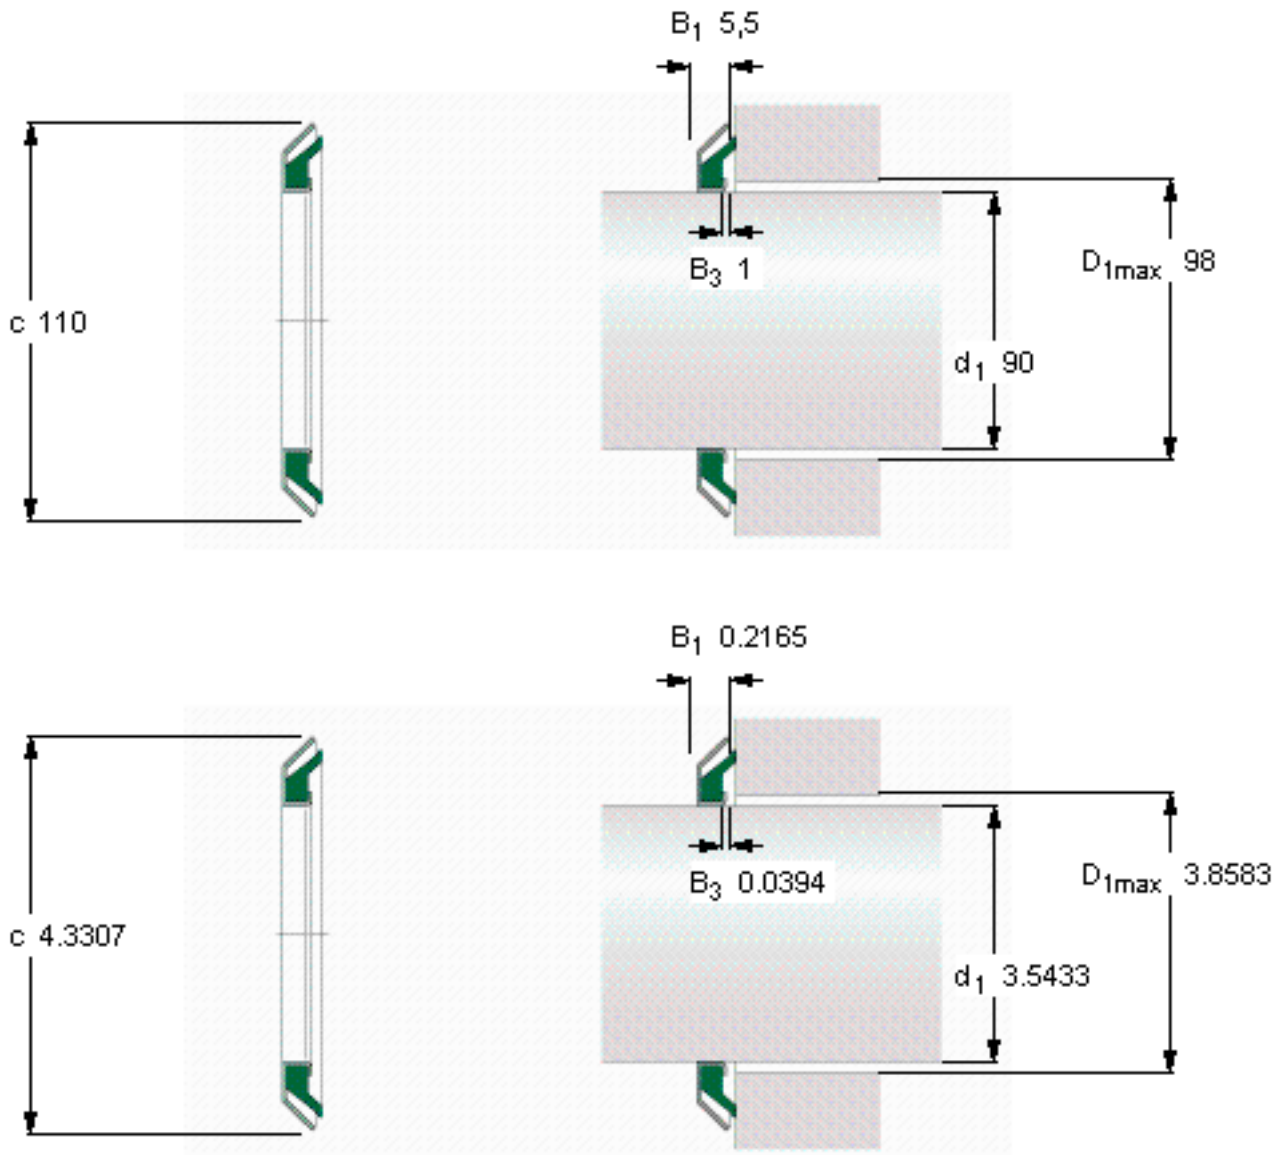 B1 5,5
D1max 98
B3 1
c 110
d1 90
B1 0.2165
D1max 3.8583
B3 0.0394
c 4.3307
d1 3.5433